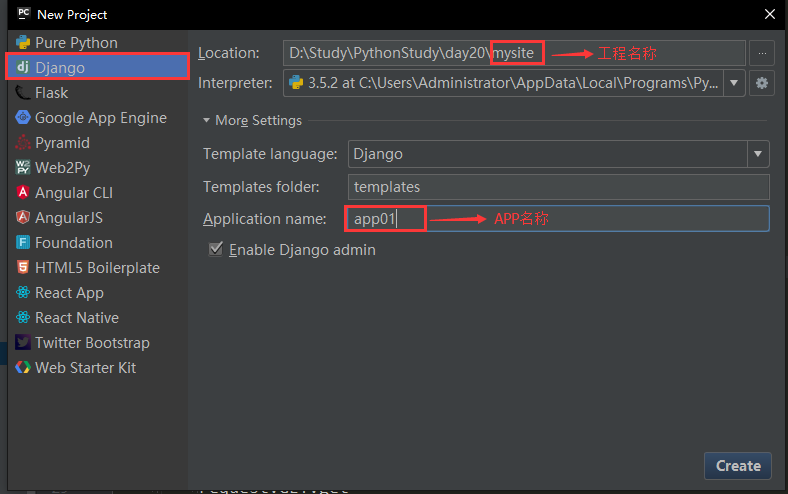 New Project
Pure Python
Django
Flask
Google App Engine
Pyramid
Web2Py
Angular CLI
AngularJS
Foundation
HTML5 Boilerplate
React App
React Native
Twitter Bootstrap
Web Starter Kit
Location: D:\Study\PythonStudy\day20\mysite 工程名称 ...
Interpreter: 3.5.2 at C:\Users\Administrator\AppData\Local\Programs\Py...
More Settings
Template language: Django
Templates folder: templates
Application name: app01 APP名称
Enable Django admin
Create